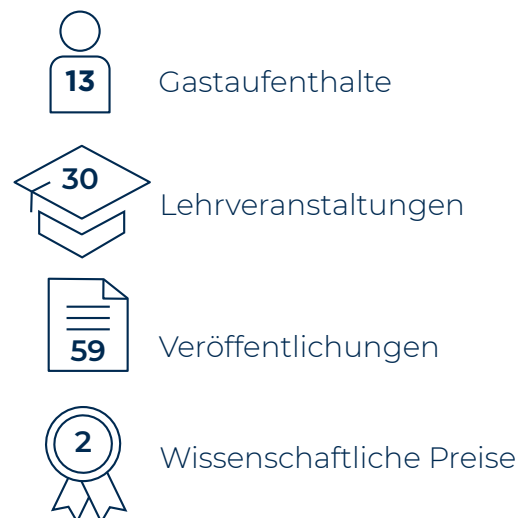 13 Gastaufenthalte
30 Lehrveranstaltungen
59 Veröffentlichungen
2 Wissenschaftliche Preise